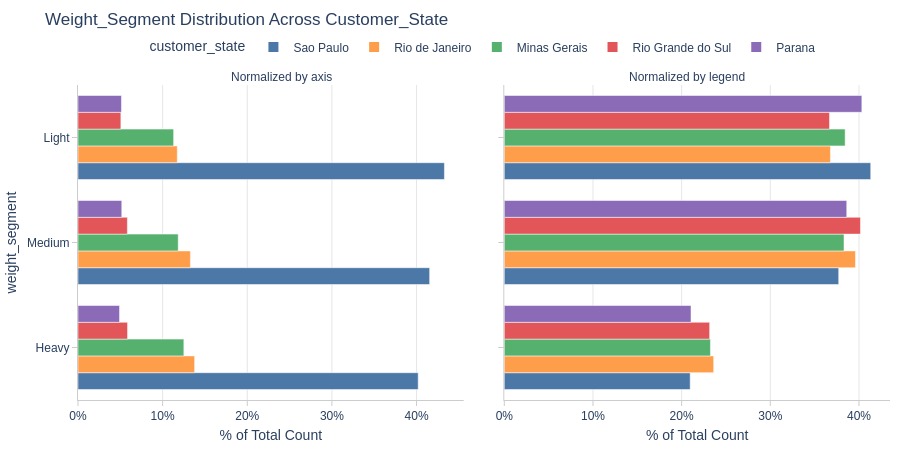 Weight_Segment Distribution Across Customer_State
customer_state Sao Paulo Rio de Janeiro Minas Gerais Rio Grande do Sul Parana
Normalized by axis Normalized by legend
weight_segment
Light
Medium
Heavy
0% 10% 20% 30% 40% 0% 10% 20% 30% 40%
% of Total Count % of Total Count